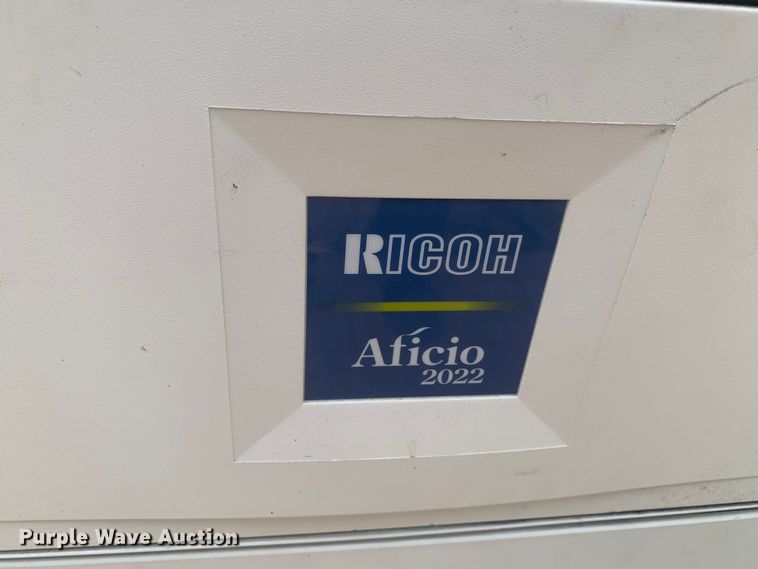 RICOH
Aficio
2022
Purple Wave Auction